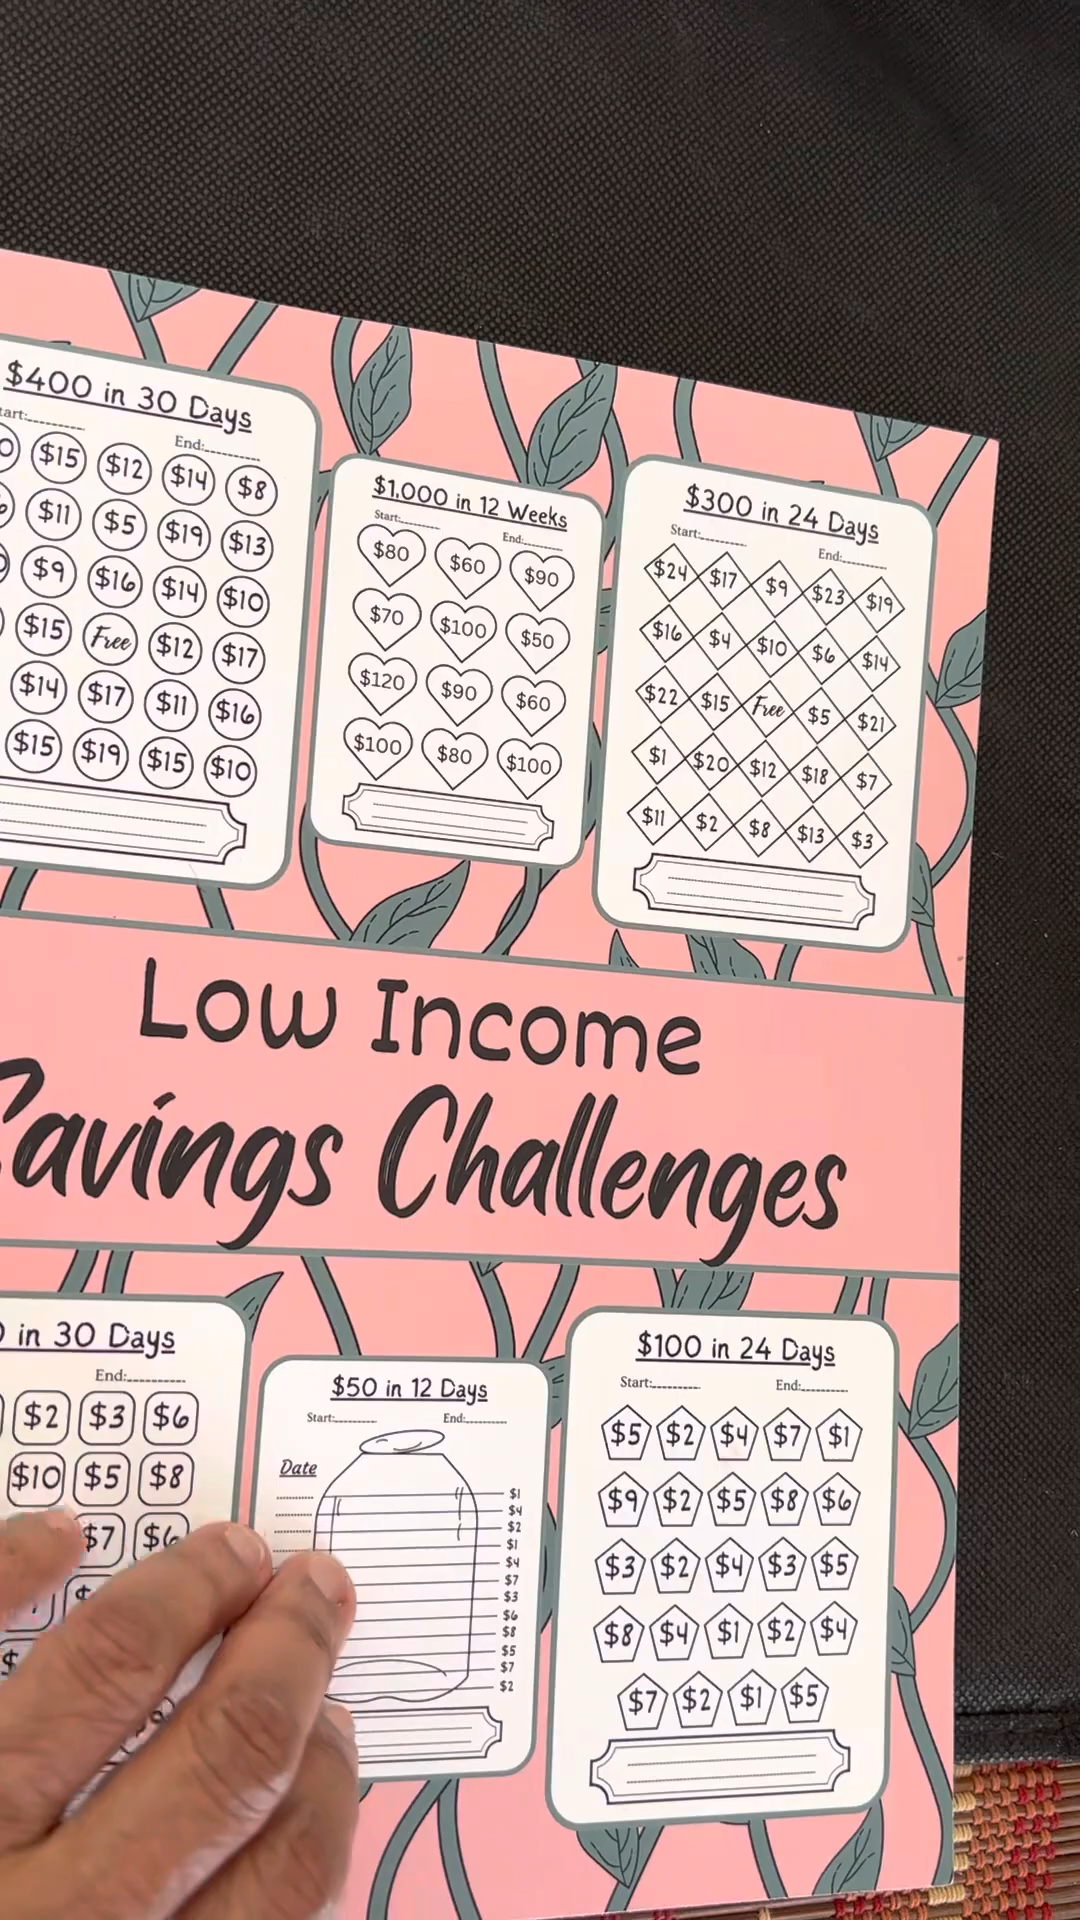 $400 in 30 Days
End:
$15 $12 $14 $8
$11 $5 $19 $13
$9 $16 $14 $10
$15 Free $12 $17
$14 $17 $11 $16
$15 $19 $15 $10
$1,000 in 12 Weeks
Start: End:
$80 $60 $90
$70 $100 $50
$120 $90 $60
$100 $80 $100
$300 in 24 Days
Start: End:
$24 $17 $9 $23 $19
$16 $4 $10 $6 $14
$22 $15 Free $5 $21
$1 $20 $12 $18 $7
$11 $2 $8 $13 $3
Low Income
Savings Challenges
in 30 Days
End:
$2 $3 $6
$10 $5 $8
$7 $6
$50 in 12 Days
Start: End:
Date
$1
$4
$2
$1
$4
$7
$3
$6
$8
$5
$7
$2
$100 in 24 Days
Start: End:
$5 $2 $4 $7 $1
$9 $2 $5 $8 $6
$3 $2 $4 $3 $5
$8 $4 $1 $2 $4
$7 $2 $1 $5